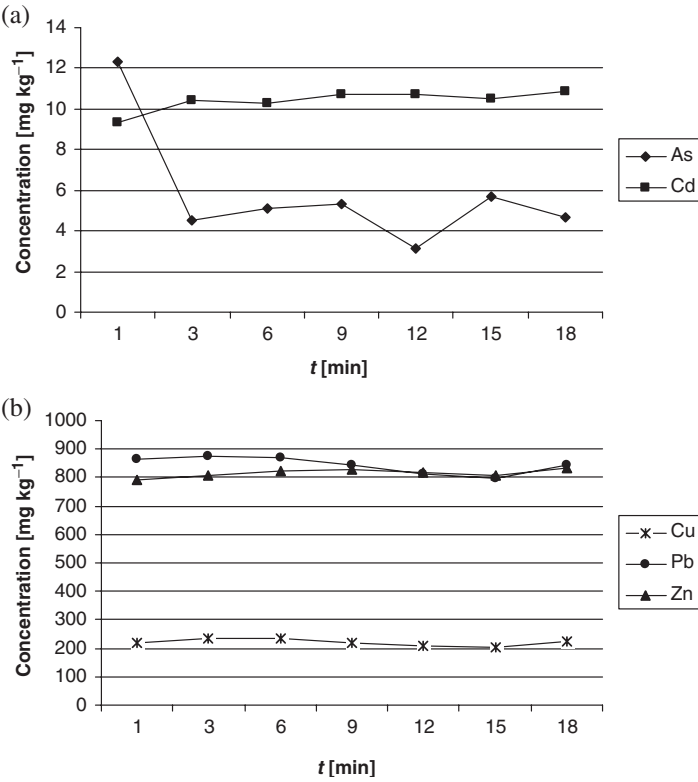 (a)
Concentration [mg kg⁻¹]
14
12
10
8
6
4
2
0
1 3 6 9 12 15 18
t [min]
As
Cd
(b)
Concentration [mg kg⁻¹]
1000
900
800
700
600
500
400
300
200
100
0
1 3 6 9 12 15 18
t [min]
Cu
Pb
Zn